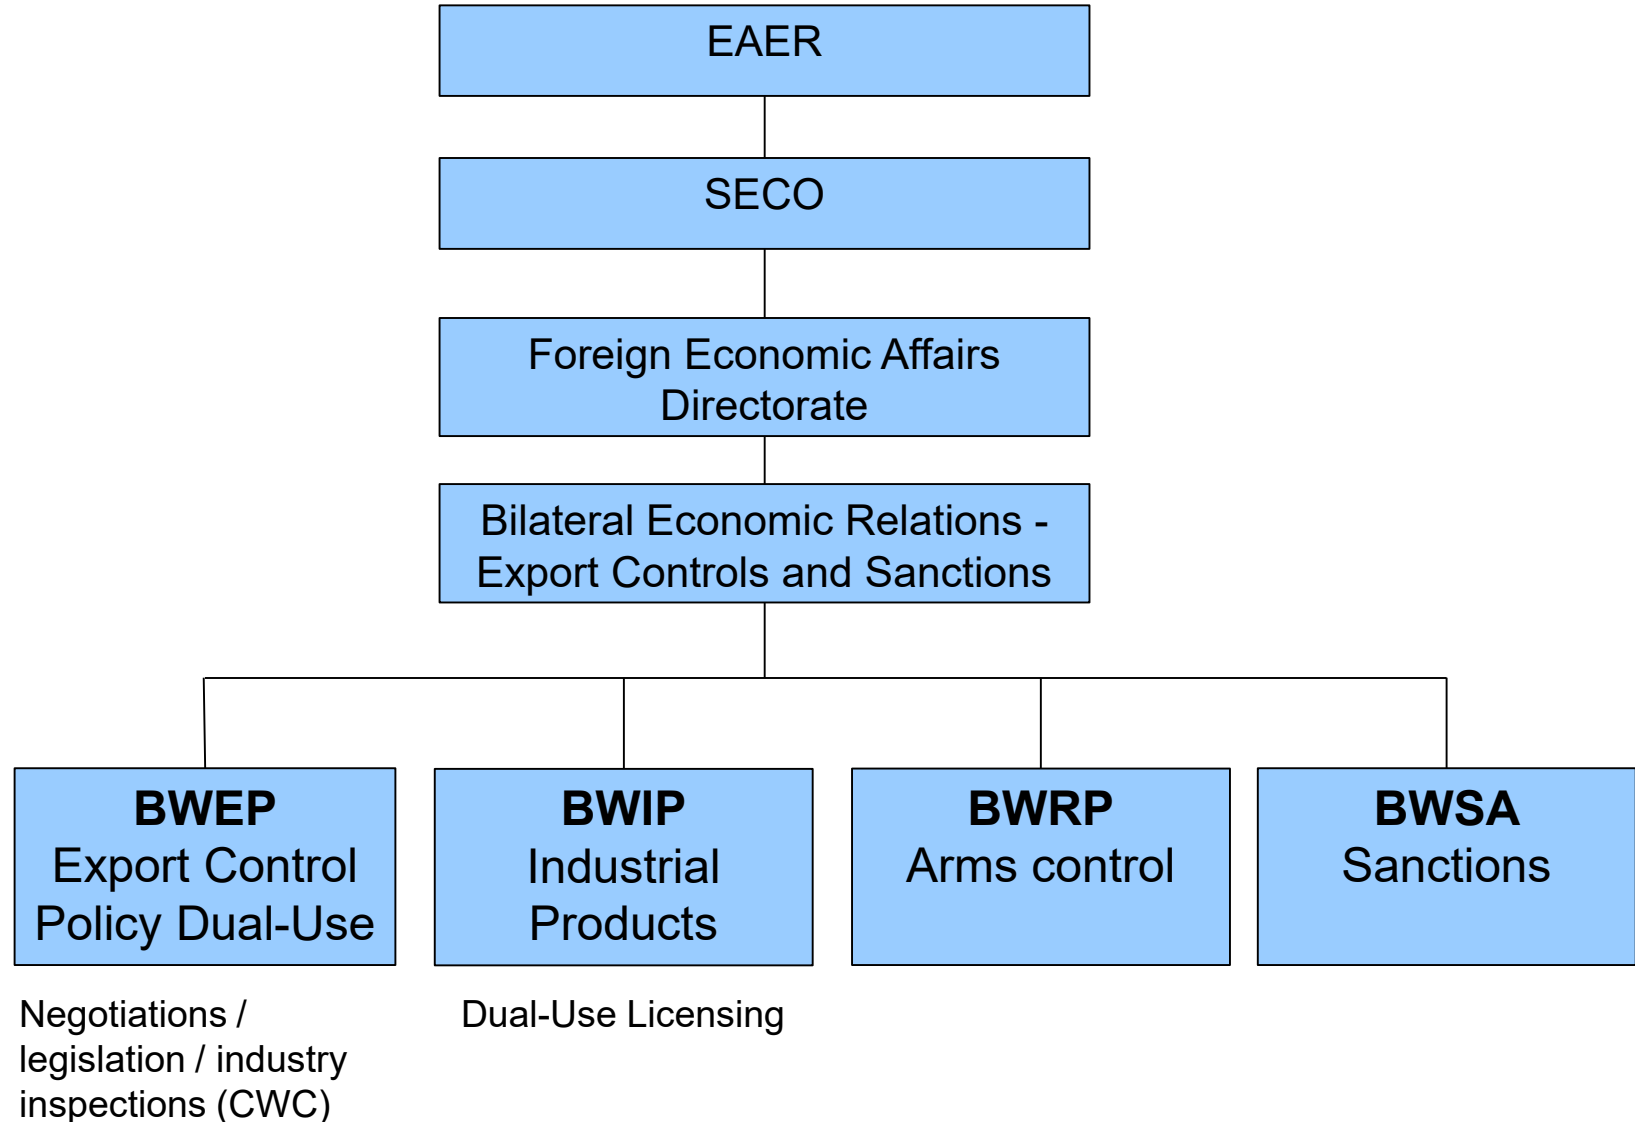 EAER
SECO
Foreign Economic Affairs
Directorate
Bilateral Economic Relations -
Export Controls and Sanctions
BWEP
Export Control
Policy Dual-Use
BWIP
Industrial
Products
BWRP
Arms control
BWSA
Sanctions
Negotiations /
legislation / industry
inspections (CWC)
Dual-Use Licensing